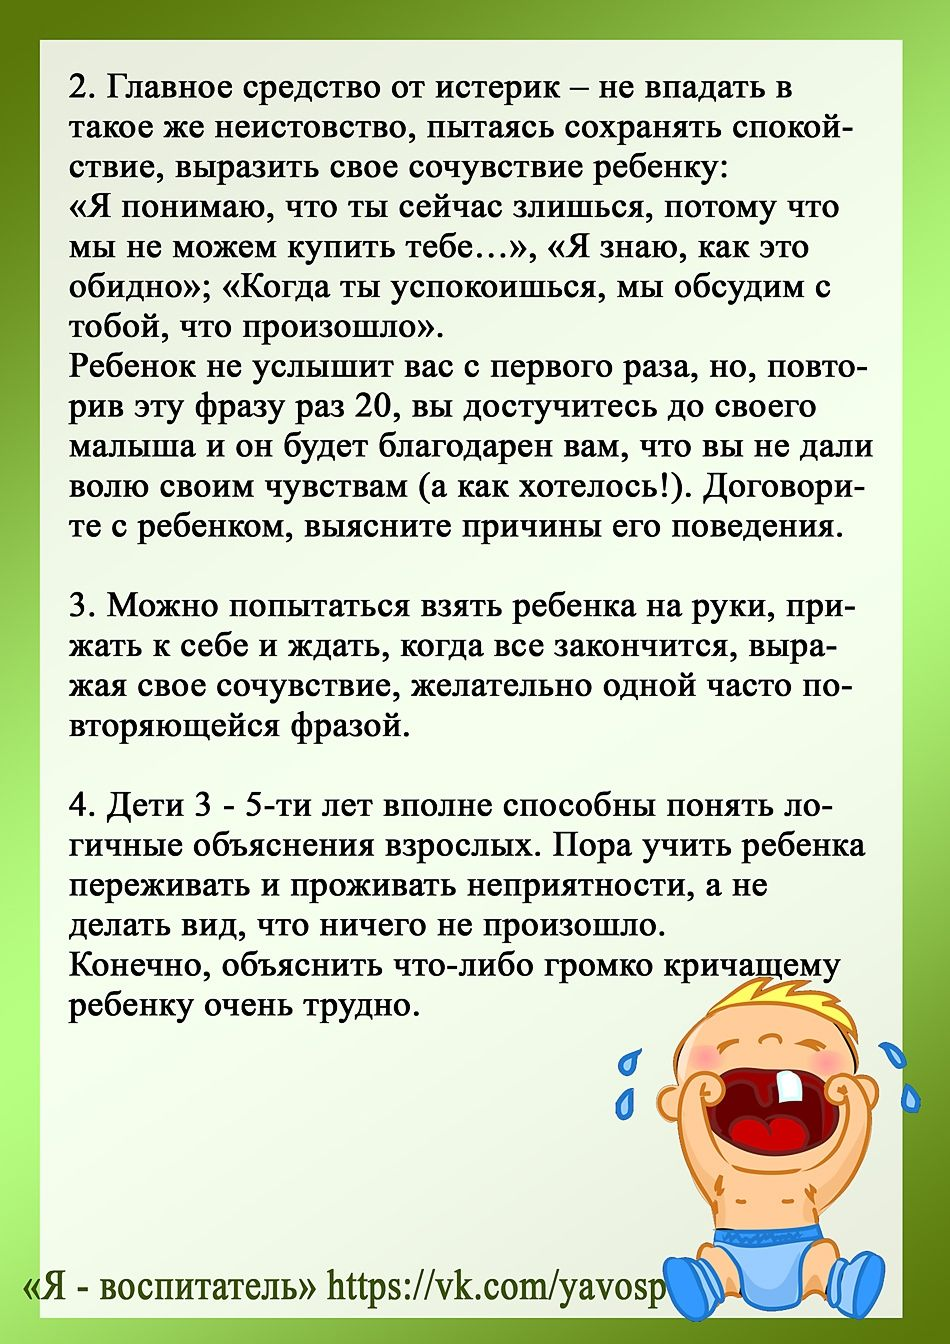 2. Главное средство от истерик – не впадать в
такое же неистовство, пытаясь сохранять спокой-
ствие, выразить свое сочувствие ребенку:
«Я понимаю, что ты сейчас злишься, потому что
мы не можем купить тебе…», «Я знаю, как это
обидно»; «Когда ты успокоишься, мы обсудим с
тобой, что произошло».
Ребенок не услышит вас с первого раза, но, повто-
рив эту фразу раз 20, вы достучитесь до своего
малыша и он будет благодарен вам, что вы не дали
волю своим чувствам (а как хотелось!). Договори-
те с ребенком, выясните причины его поведения.
3. Можно попытаться взять ребенка на руки, при-
жать к себе и ждать, когда все закончится, выра-
жая свое сочувствие, желательно одной часто по-
вторяющейся фразой.
4. Дети 3 - 5-ти лет вполне способны понять ло-
гичные объяснения взрослых. Пора учить ребенка
переживать и проживать неприятности, а не
делать вид, что ничего не произошло.
Конечно, объяснить что-либо громко кричащему
ребенку очень трудно.
«Я - воспитатель» https://vk.com/yavosp